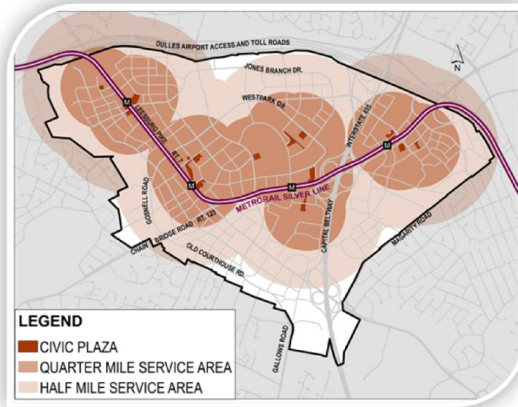 DULLES AIRPORT ACCESS AND TOLL ROADS
JONES BRANCH DR.
WESTPARK DR.
N
INTERSTATE 495
M
LEESBURG PIKE RT. 7
M
M
M
METRORAIL SILVER LINE
GOSNELL ROAD
CHAIN BRIDGE ROAD RT. 123
CAPITAL BELTWAY
MAGARITY ROAD
OLD COURTHOUSE RD.
GALLOWS ROAD
LEGEND
CIVIC PLAZA
QUARTER MILE SERVICE AREA
HALF MILE SERVICE AREA